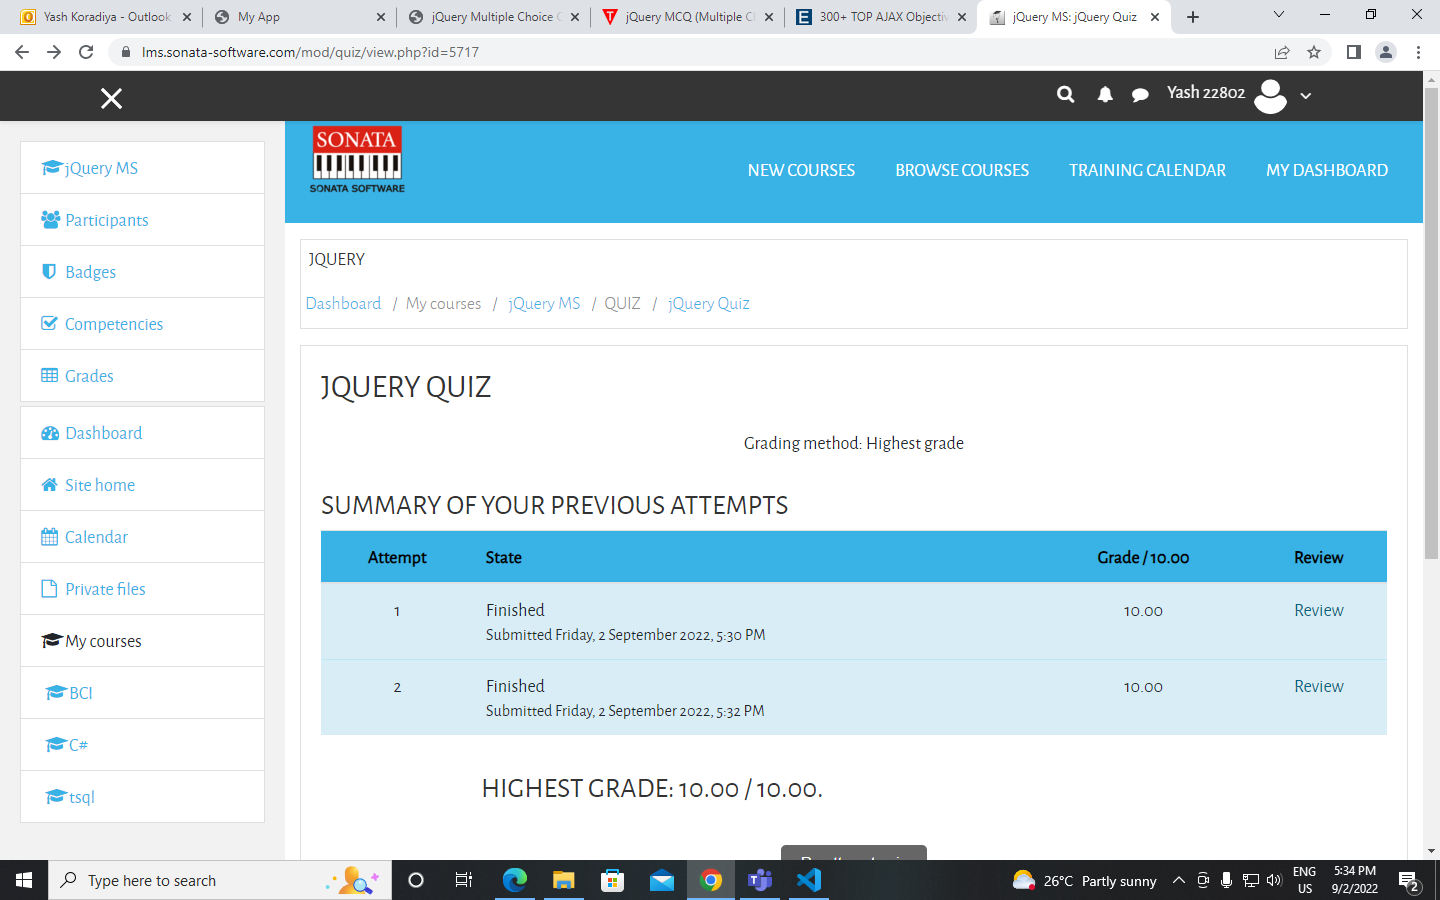 Yash Koradiya - Outlook
My App
jQuery Multiple Choice
jQuery MCQ (Multiple
300+ TOP AJAX
jQuery MS: jQuery Quiz
lms.sonata-software.com/mod/quiz/view.php?id=5717
Yash 22802
SONATA
SONATA SOFTWARE
NEW COURSES
BROWSE COURSES
TRAINING CALENDAR
MY DASHBOARD
jQuery MS
Participants
Badges
Competencies
Grades
Dashboard
Site home
Calendar
Private files
My courses
BCI
C#
tsql
JQUERY
Dashboard / My courses / jQuery MS / QUIZ / jQuery Quiz
JQUERY QUIZ
Grading method: Highest grade
SUMMARY OF YOUR PREVIOUS ATTEMPTS
Attempt State Grade / 10.00 Review
1 Finished 10.00 Review
Submitted Friday, 2 September 2022, 5:30 PM
2 Finished 10.00 Review
Submitted Friday, 2 September 2022, 5:32 PM
HIGHEST GRADE: 10.00 / 10.00.
Type here to search
26°C Partly sunny
ENG
US
5:34 PM
9/2/2022
2